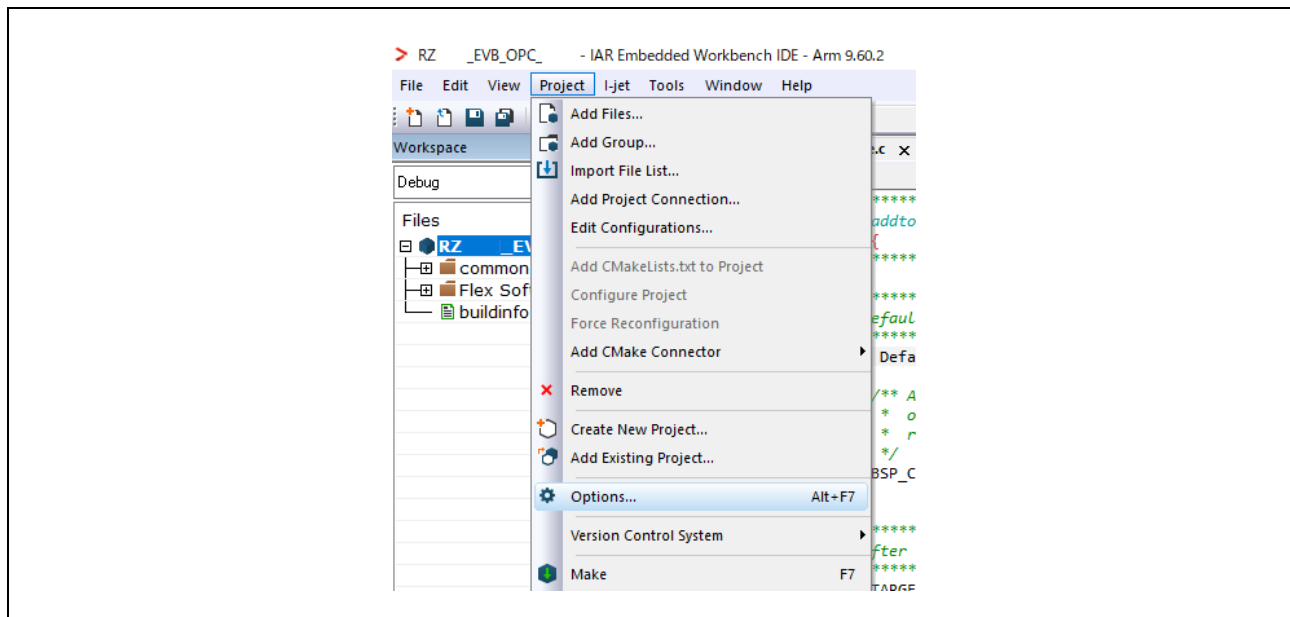 RZ _EVB_OPC_ - IAR Embedded Workbench IDE - Arm 9.60.2
File Edit View Project I-jet Tools Window Help
Workspace
.c
Debug
Files
RZ _EV
common
Flex Sof
buildinfo
Add Files...
Add Group...
Import File List...
Add Project Connection...
Edit Configurations...
Add CMakeLists.txt to Project
Configure Project
Force Reconfiguration
Add CMake Connector
Remove
Create New Project...
Add Existing Project...
Options... Alt+F7
Version Control System
Make F7
*****
addto
{
*****
*****
efaul
*****
Defa
/** A
* o
* r
*/
BSP_C
*****
fter
*****
TARGE